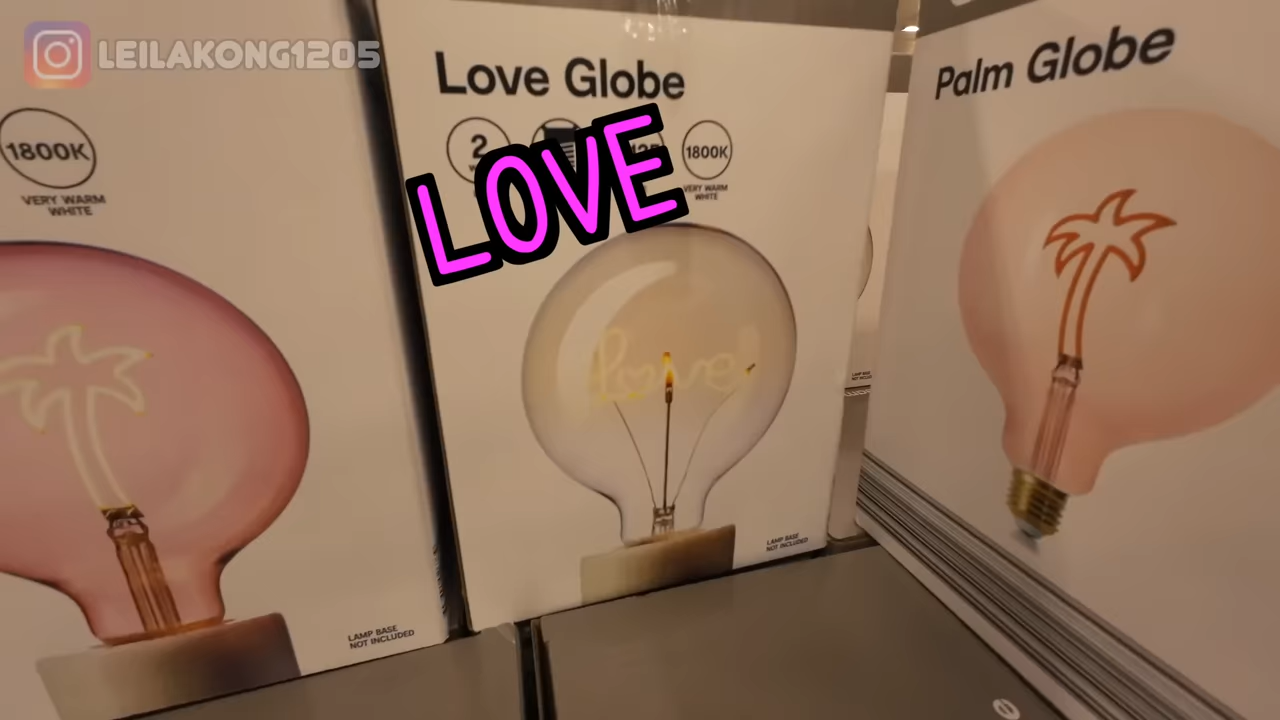 LEILAKONG1205
1800K
VERY WARM
WHITE
LAMP BASE
NOT INCLUDED
Love Globe
2
LOVE
1800K
VERY WARM
WHITE
love
LAMP BASE
NOT INCLUDED
Palm Globe